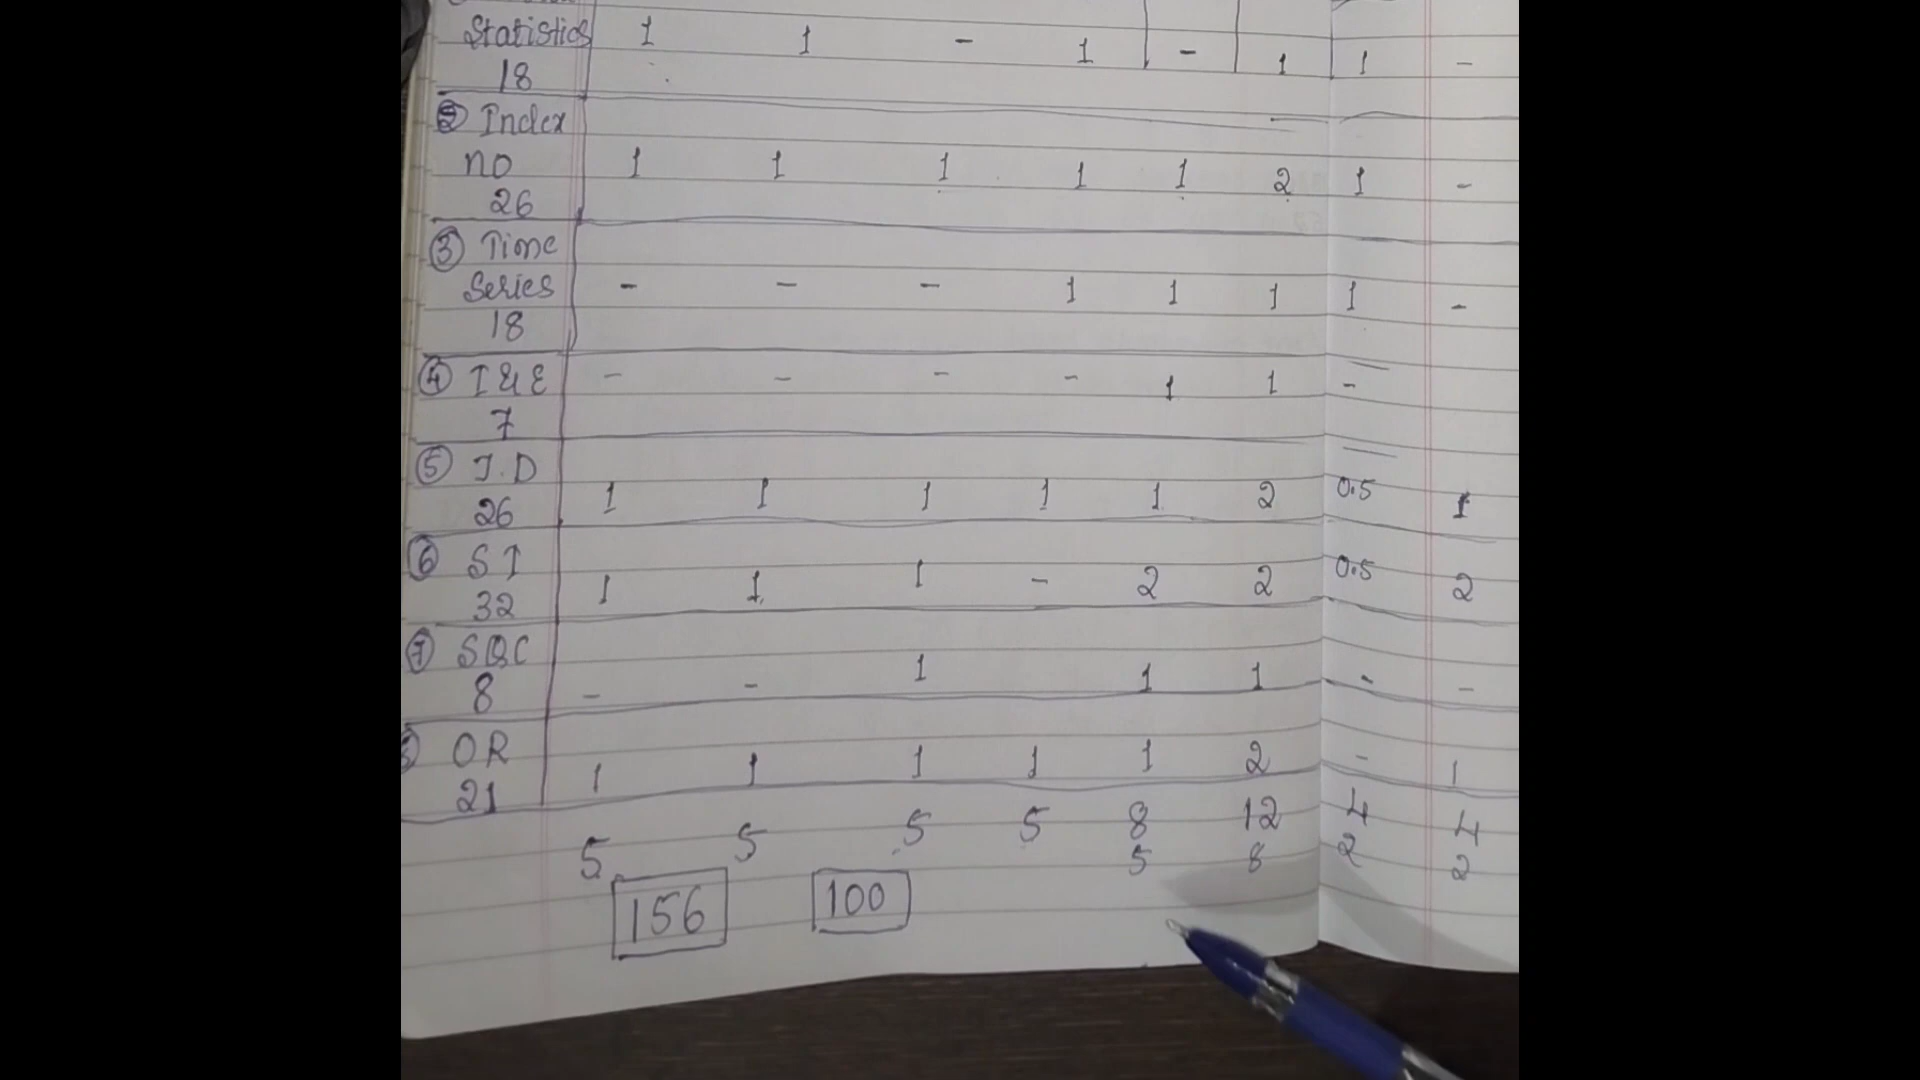 Statistics 1 1 - 1 - 1 1 -
18
② Index
no 1 1 1 1 1 2 1 -
26
③ Time
Series - - - 1 1 1 1 -
18
④ I & E - - - - 1 1 -
7
⑤ I.D
26 1 1 1 1 1 2 0.5 1
⑥ S I
32 1 1 1 - 2 2 0.5 2
⑦ SQC
8 - - 1 1 1 - -
OR
21 1 1 1 1 1 2 - 1
5 5 5 5 8 12 4 4
5 8 2 2
156 100